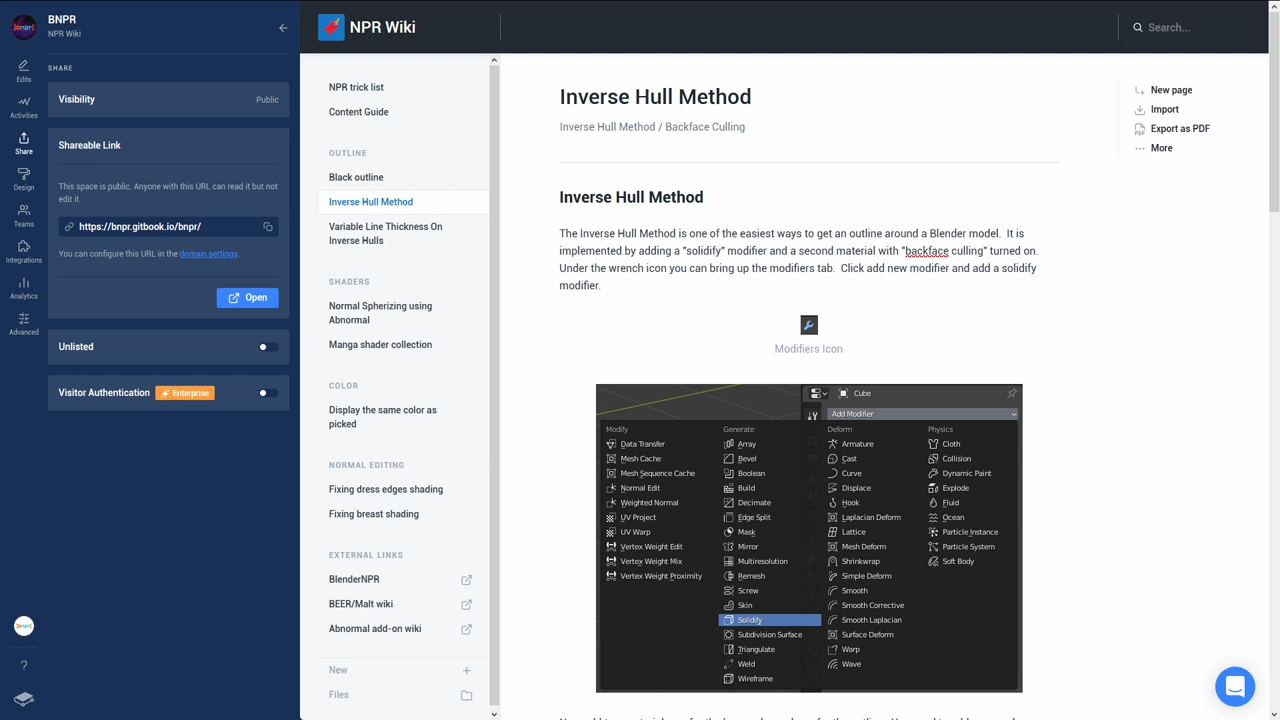 BNPR
NPR Wiki
SHARE
Edits
Activities
Share
Design
Teams
Integrations
Analytics
Advanced
Visibility
Public
Shareable Link
This space is public. Anyone with this URL can read it but not
edit it.
https://bnpr.gitbook.io/bnpr/
You can configure this URL in the domain settings.
Open
Unlisted
Visitor Authentication
Enterprise
?
NPR Wiki
Search...
NPR trick list
Content Guide
OUTLINE
Black outline
Inverse Hull Method
Variable Line Thickness On
Inverse Hulls
SHADERS
Normal Spherizing using
Abnormal
Manga shader collection
COLOR
Display the same color as
picked
NORMAL EDITING
Fixing dress edges shading
Fixing breast shading
EXTERNAL LINKS
BlenderNPR
BEER/Malt wiki
Abnormal add-on wiki
New
Files
Inverse Hull Method
Inverse Hull Method / Backface Culling
Inverse Hull Method
The Inverse Hull Method is one of the easiest ways to get an outline around a Blender model. It is
implemented by adding a "solidify" modifier and a second material with "backface culling" turned on.
Under the wrench icon you can bring up the modifiers tab. Click add new modifier and add a solidify
modifier.
Modifiers Icon
Cube
Add Modifier
Modify
Data Transfer
Mesh Cache
Mesh Sequence Cache
Normal Edit
Weighted Normal
UV Project
UV Warp
Vertex Weight Edit
Vertex Weight Mix
Vertex Weight Proximity
Generate
Array
Bevel
Boolean
Build
Decimate
Edge Split
Mask
Mirror
Multiresolution
Remesh
Screw
Skin
Solidify
Subdivision Surface
Triangulate
Weld
Wireframe
Deform
Armature
Cast
Curve
Displace
Hook
Laplacian Deform
Lattice
Mesh Deform
Shrinkwrap
Simple Deform
Smooth
Smooth Corrective
Smooth Laplacian
Surface Deform
Warp
Wave
Physics
Cloth
Collision
Dynamic Paint
Explode
Fluid
Ocean
Particle Instance
Particle System
Soft Body
New page
Import
Export as PDF
More